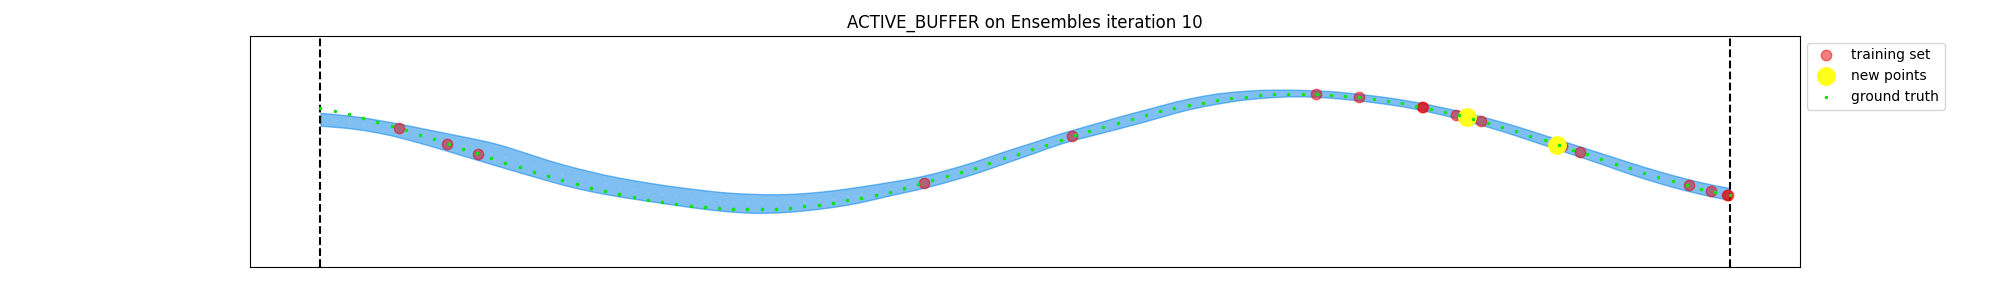 ACTIVE_BUFFER on Ensembles iteration 10
training set
new points
ground truth